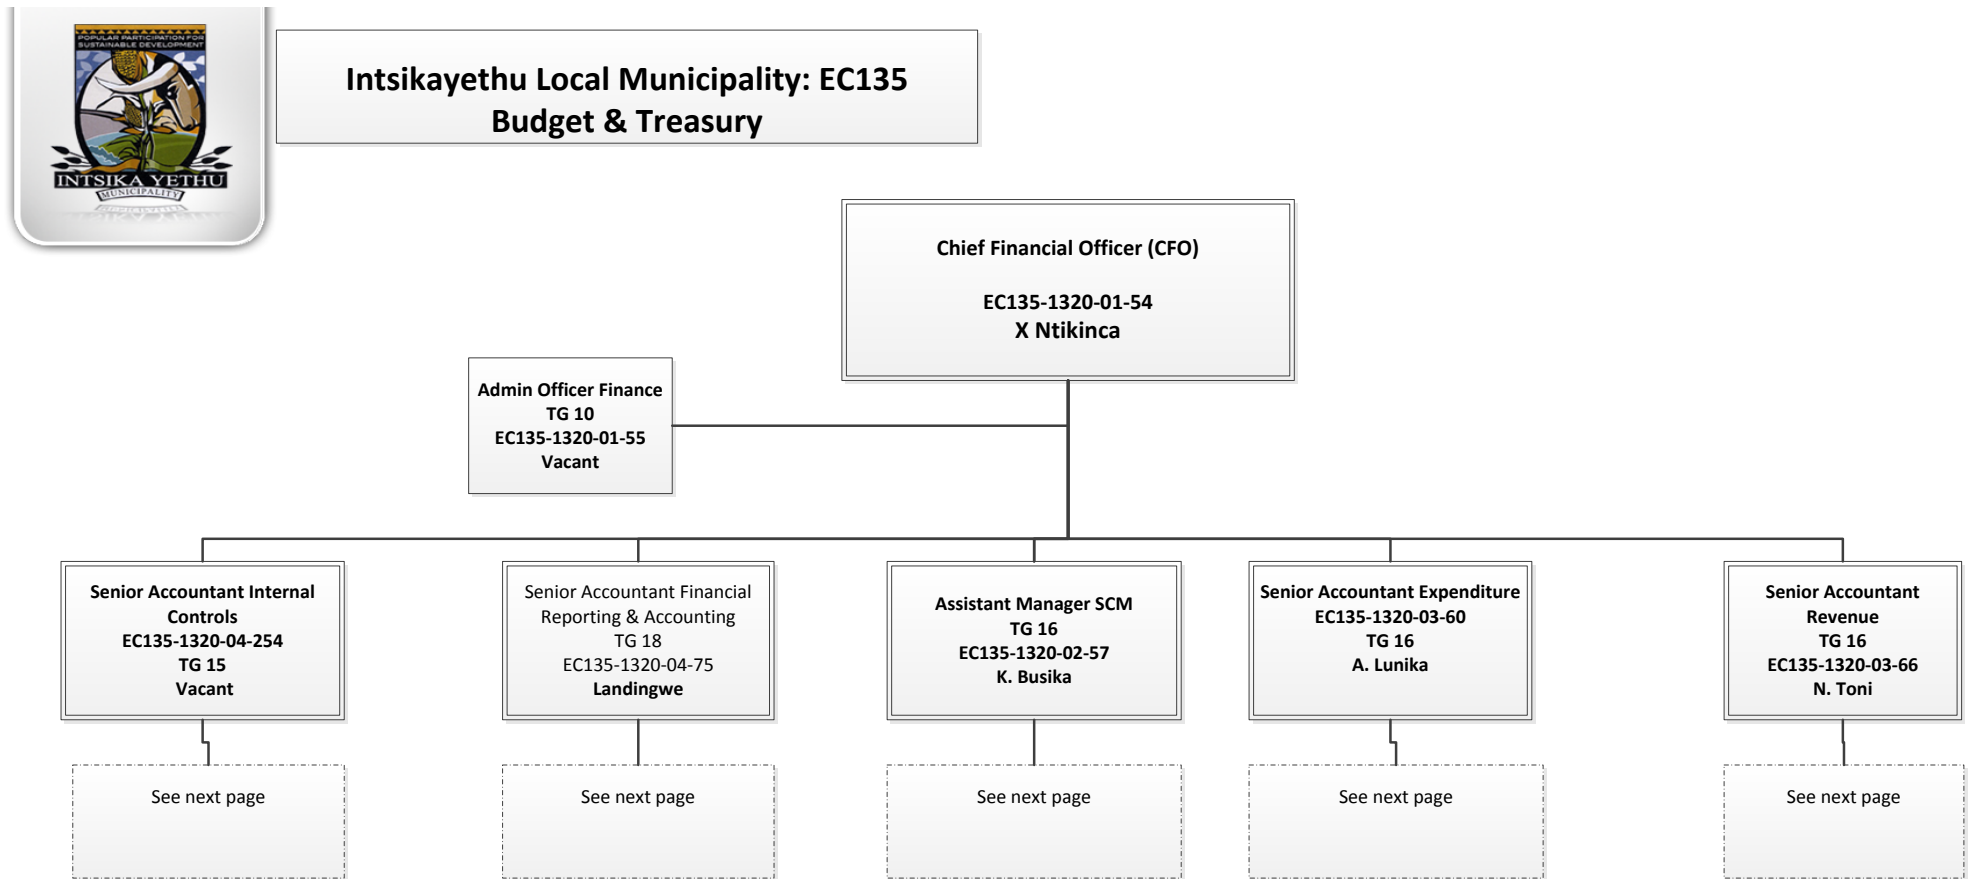 POPULAR PARTICIPATION FOR
SUSTAINABLE DEVELOPMENT
INTSIKA YETHU
MUNICIPALITY
Intsikayethu Local Municipality: EC135
Budget & Treasury
Chief Financial Officer (CFO)
EC135-1320-01-54
X Ntikinca
Admin Officer Finance
TG 10
EC135-1320-01-55
Vacant
Senior Accountant Internal
Controls
EC135-1320-04-254
TG 15
Vacant
Senior Accountant Financial
Reporting & Accounting
TG 18
EC135-1320-04-75
Landingwe
Assistant Manager SCM
TG 16
EC135-1320-02-57
K. Busika
Senior Accountant Expenditure
EC135-1320-03-60
TG 16
A. Lunika
Senior Accountant
Revenue
TG 16
EC135-1320-03-66
N. Toni
See next page
See next page
See next page
See next page
See next page